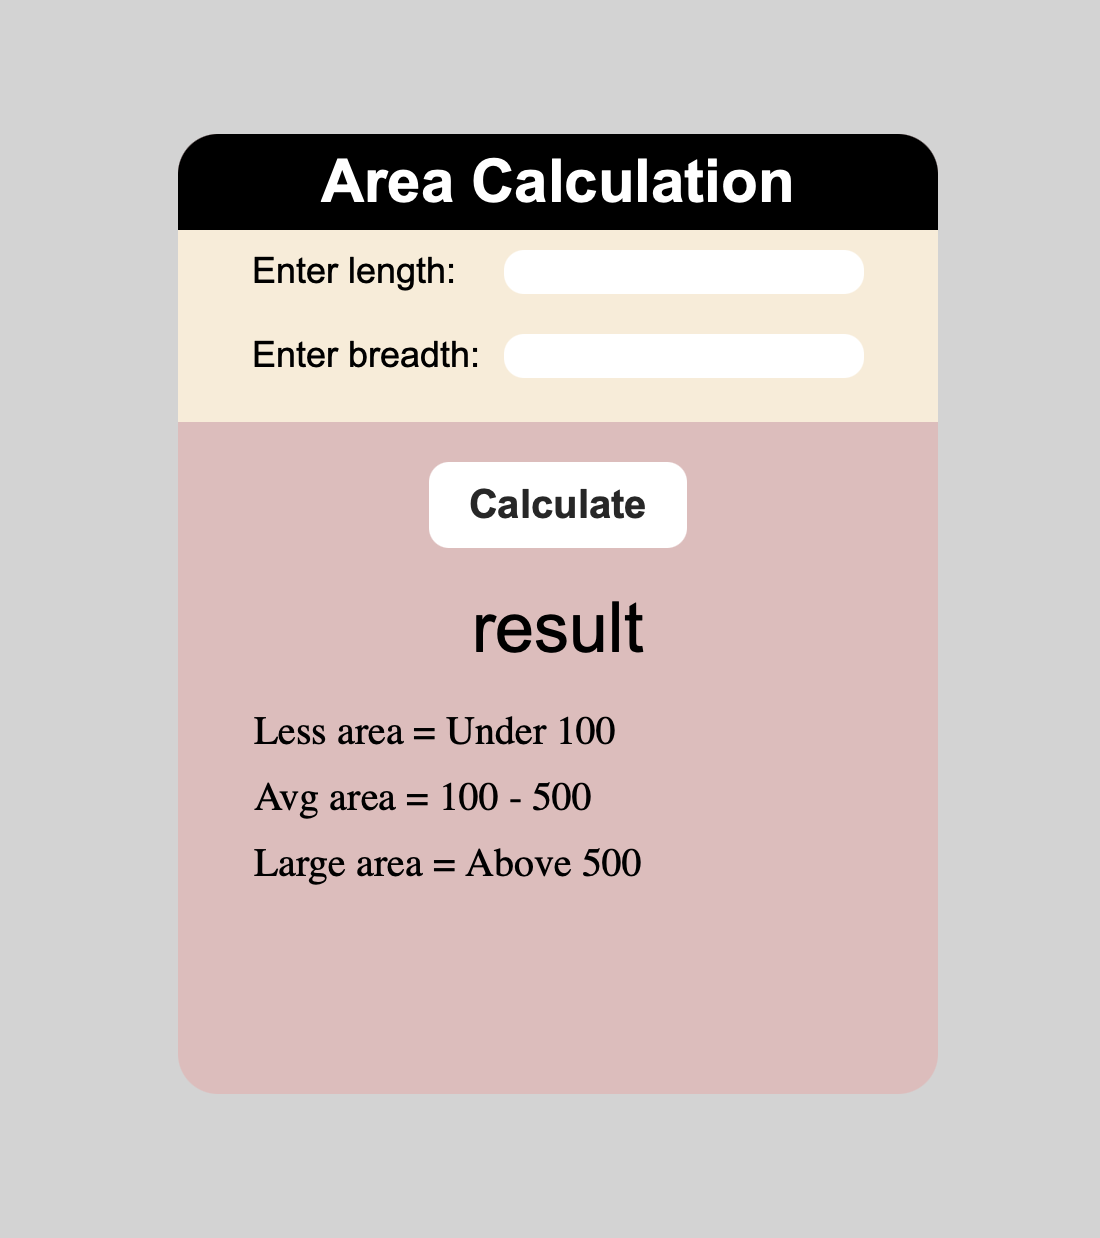 Area Calculation
Enter length:
Enter breadth:
Calculate
result
Less area = Under 100
Avg area = 100 - 500
Large area = Above 500